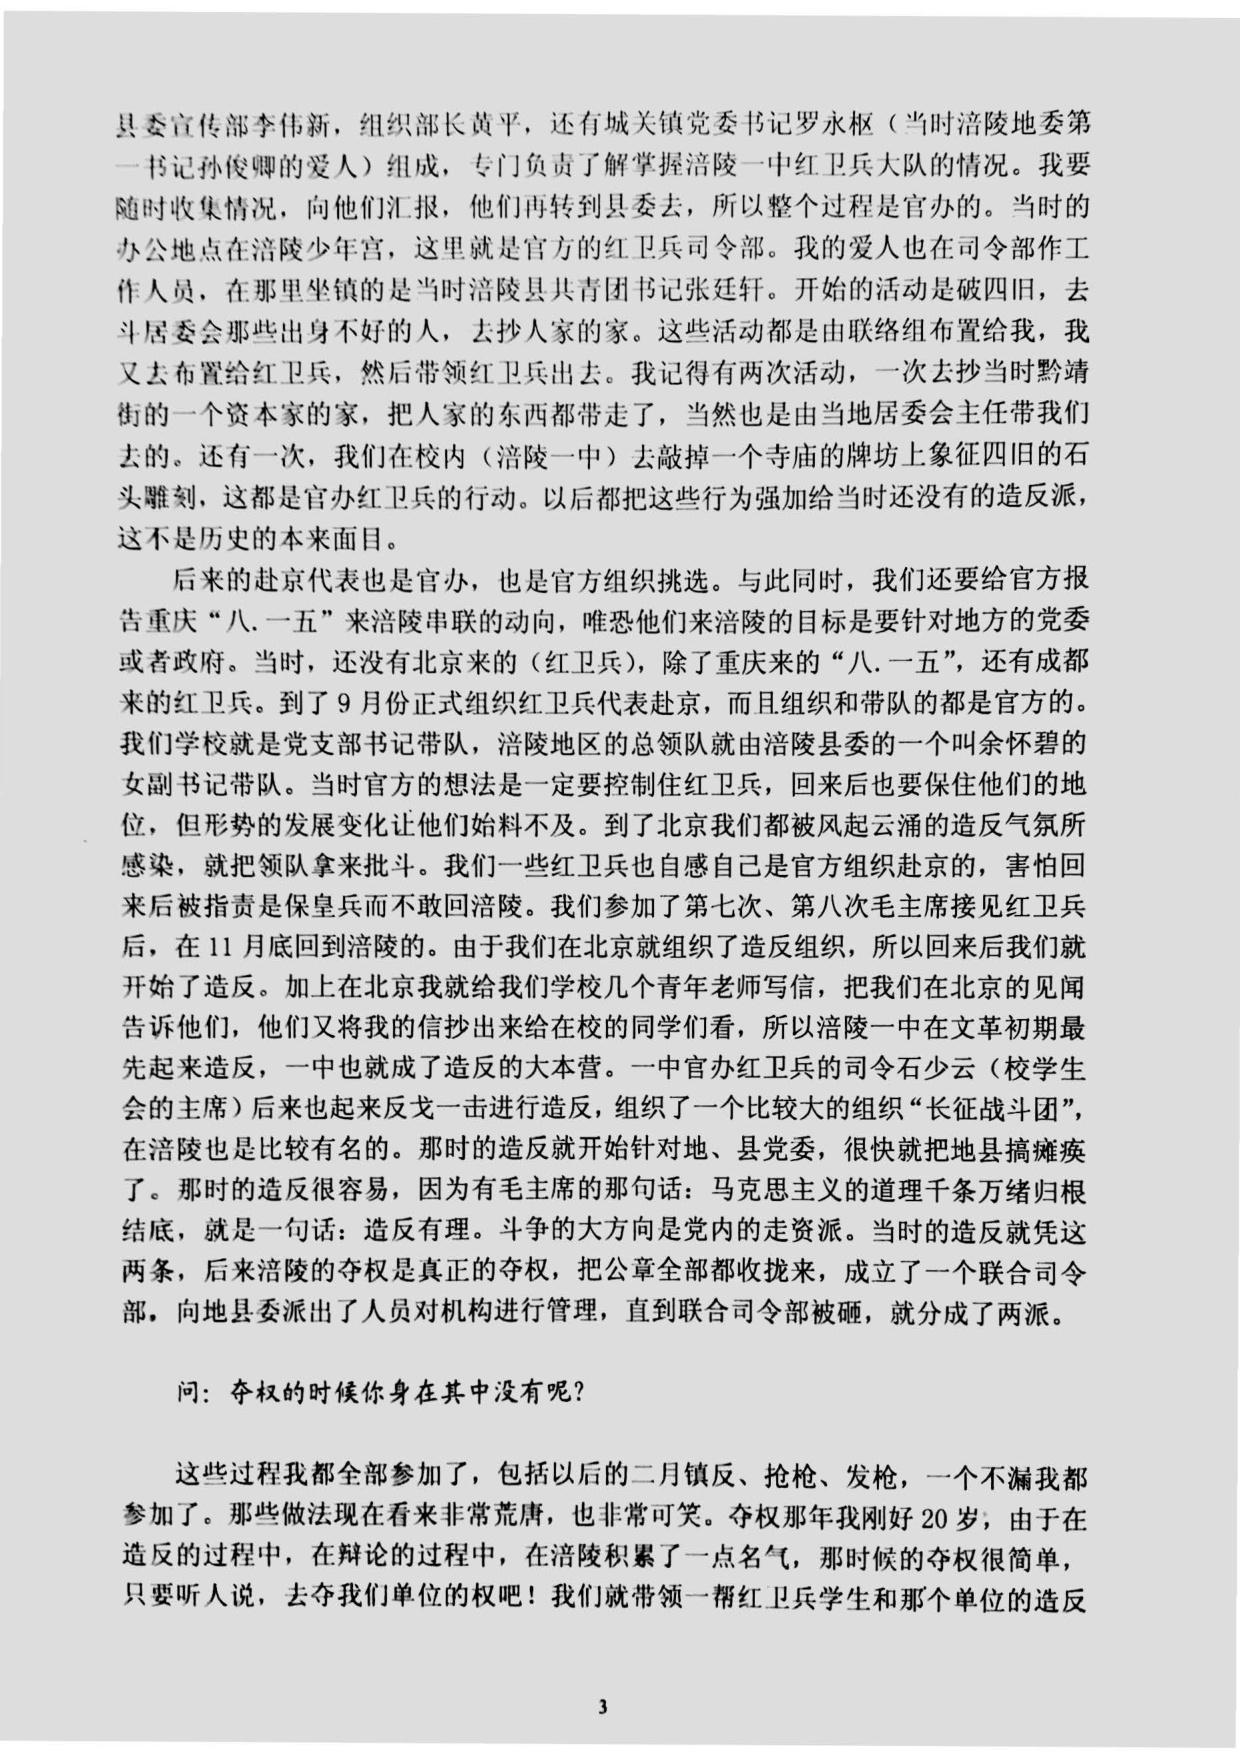 县委宣传部李伟新，组织部长黄平，还有城关镇党委书记罗永枢（当时涪陵地委第
一书记孙俊卿的爱人）组成，专门负责了解掌握涪陵一中红卫兵大队的情况。我要
随时收集情况，向他们汇报，他们再转到县委去，所以整个过程是官办的。当时的
办公地点在涪陵少年宫，这里就是官方的红卫兵司令部。我的爱人也在司令部作工
作人员，在那里坐镇的是当时涪陵县共青团书记张廷轩。开始的活动是破四旧，去
斗居委会那些出身不好的人，去抄人家的家。这些活动都是由联络组布置给我，我
又去布置给红卫兵，然后带领红卫兵出去。我记得有两次活动，一次去抄当时黔靖
街的一个资本家的家，把人家的东西都带走了，当然也是由当地居委会主任带我们
去的。还有一次，我们在校内（涪陵一中）去敲掉一个寺庙的牌坊上象征四旧的石
头雕刻，这都是官办红卫兵的行动。以后都把这些行为强加给当时还没有的造反派，
这不是历史的本来面目。
后来的赴京代表也是官办，也是官方组织挑选。与此同时，我们还要给官方报
告重庆“八.一五”来涪陵串联的动向，唯恐他们来涪陵的目标是要针对地方的党委
或者政府。当时，还没有北京来的（红卫兵），除了重庆来的“八.一五”，还有成都
来的红卫兵。到了 9 月份正式组织红卫兵代表赴京，而且组织和带队的都是官方的。
我们学校就是党支部书记带队，涪陵地区的总领队就由涪陵县委的一个叫余怀碧的
女副书记带队。当时官方的想法是一定要控制住红卫兵，回来后也要保住他们的地
位，但形势的发展变化让他们始料不及。到了北京我们都被风起云涌的造反气氛所
感染，就把领队拿来批斗。我们一些红卫兵也自感自己是官方组织赴京的，害怕回
来后被指责是保皇兵而不敢回涪陵。我们参加了第七次、第八次毛主席接见红卫兵
后，在 11 月底回到涪陵的。由于我们在北京就组织了造反组织，所以回来后我们就
开始了造反。加上在北京我就给我们学校几个青年老师写信，把我们在北京的见闻
告诉他们，他们又将我的信抄出来给在校的同学们看，所以涪陵一中在文革初期最
先起来造反，一中也就成了造反的大本营。一中官办红卫兵的司令石少云（校学生
会的主席）后来也起来反戈一击进行造反，组织了一个比较大的组织“长征战斗团”，
在涪陵也是比较有名的。那时的造反就开始针对地、县党委，很快就把地县搞瘫痪
了。那时的造反很容易，因为有毛主席的那句话：马克思主义的道理千条万绪归根
结底，就是一句话：造反有理。斗争的大方向是党内的走资派。当时的造反就凭这
两条，后来涪陵的夺权是真正的夺权，把公章全部都收拢来，成立了一个联合司令
部，向地县委派出了人员对机构进行管理，直到联合司令部被砸，就分成了两派。
问：夺权的时候你身在其中没有呢？
这些过程我都全部参加了，包括以后的二月镇反、抢枪、发枪，一个不漏我都
参加了。那些做法现在看来非常荒唐，也非常可笑。夺权那年我刚好 20 岁，由于在
造反的过程中，在辩论的过程中，在涪陵积累了一点名气，那时候的夺权很简单，
只要听人说，去夺我们单位的权吧！我们就带领一帮红卫兵学生和那个单位的造反
3